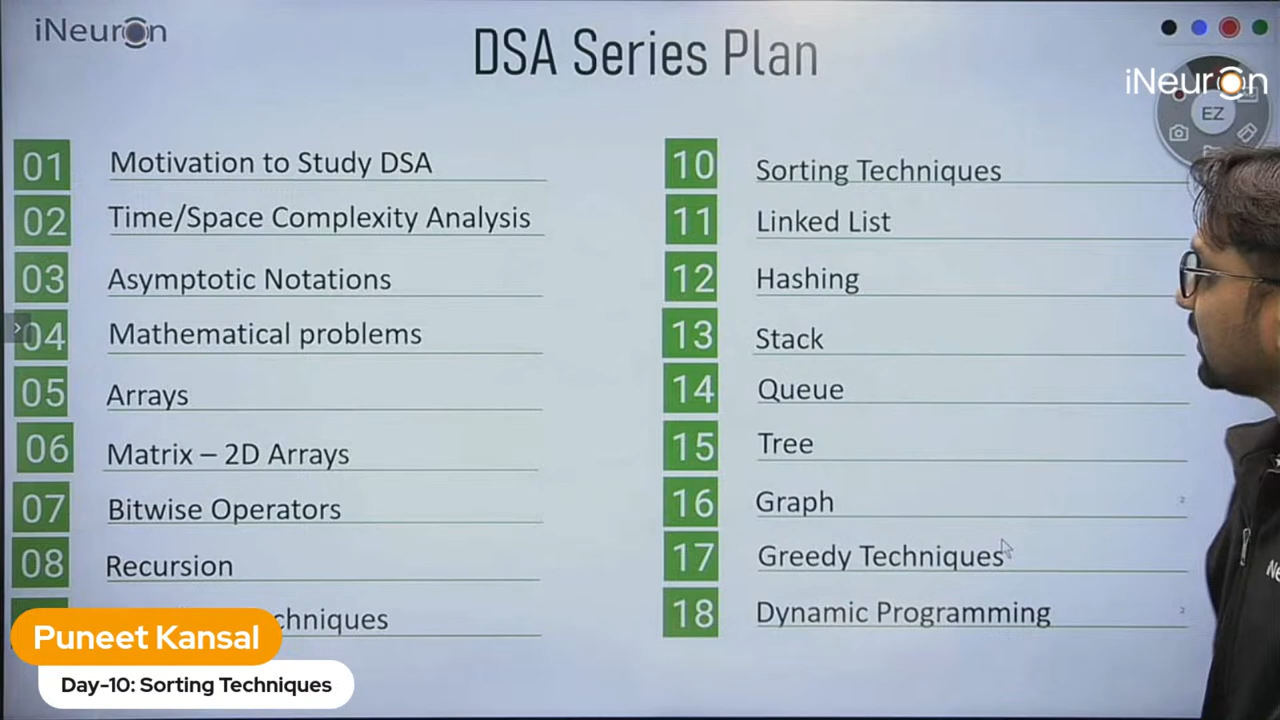 iNeuron
DSA Series Plan
iNeuron
EZ
01 Motivation to Study DSA
02 Time/Space Complexity Analysis
03 Asymptotic Notations
04 Mathematical problems
05 Arrays
06 Matrix – 2D Arrays
07 Bitwise Operators
08 Recursion
chniques
10 Sorting Techniques
11 Linked List
12 Hashing
13 Stack
14 Queue
15 Tree
16 Graph
2
17 Greedy Techniques
18 Dynamic Programming
2
Puneet Kansal
Day-10: Sorting Techniques